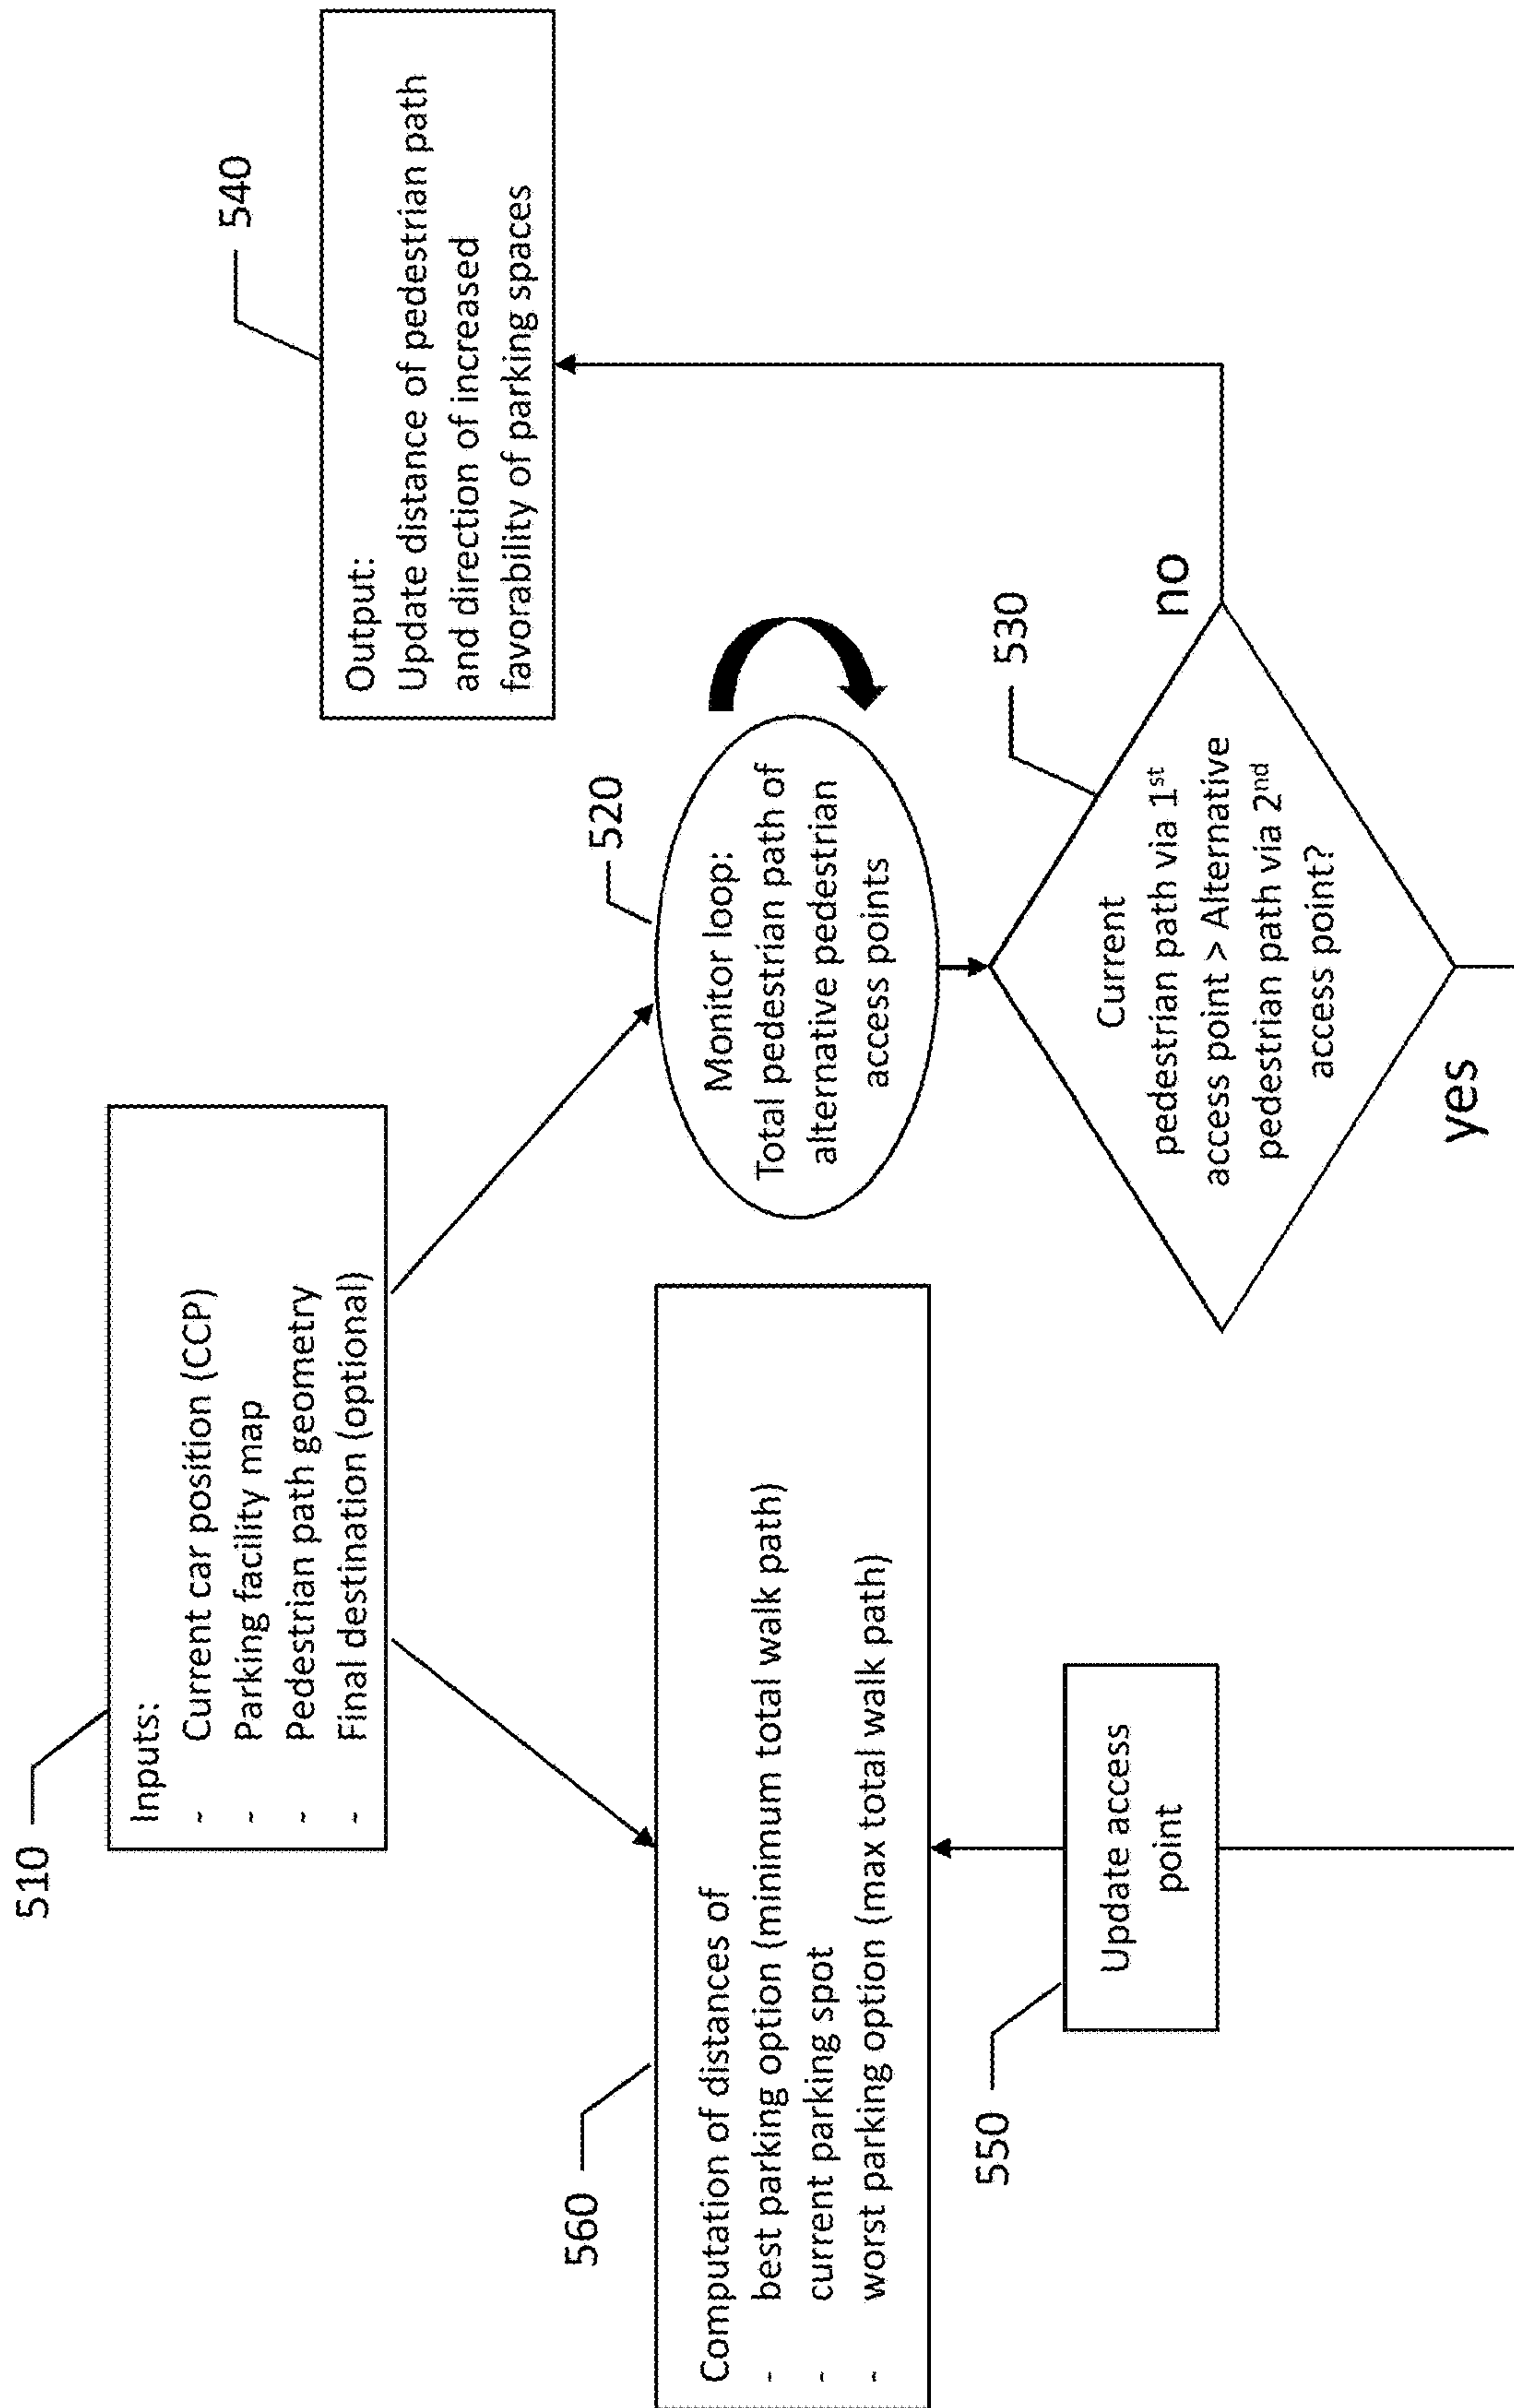 510
Inputs:
~ Current car position (CCP)
~ Parking facility map
~ Pedestrian path geometry
~ Final destination (optional)
540
Output:
Update distance of pedestrian path
and direction of increased
favorability of parking spaces
560
Computation of distances of
- best parking option (minimum total walk path)
~ current parking spot
~ worst parking option (max total walk path)
520
Monitor loop:
Total pedestrian path of
alternative pedestrian
access points
530
Current
pedestrian path via 1st
access point > Alternative
pedestrian path via 2nd
access point?
no
yes
550
Update access
point